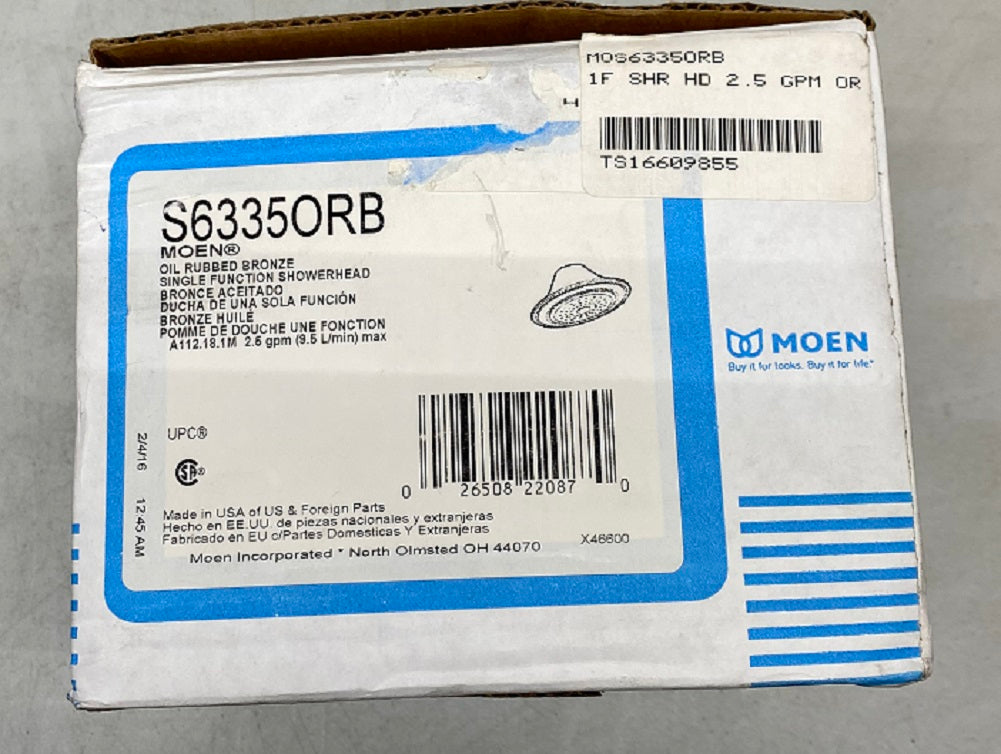 MOS6335ORB
1F SHR HD 2.5 GPM OR
TS16609855
S6335ORB
MOEN®
OIL RUBBED BRONZE
SINGLE FUNCTION SHOWERHEAD
BRONCE ACEITADO
DUCHA DE UNA SOLA FUNCIÓN
BRONZE HUILÉ
POMME DE DOUCHE UNE FONCTION
A112.18.1M 2.5 gpm (9.5 L/min) max
MOEN
Buy it for looks. Buy it for life.®
UPC®
CSA®
2/4/16 12:45 AM
0 26508 22087 0
Made in USA of US & Foreign Parts
Hecho en EE.UU. de piezas nacionales y extranjeras
Fabricado en EU c/Partes Domesticas Y Extranjeras
X46600
Moen Incorporated * North Olmsted OH 44070